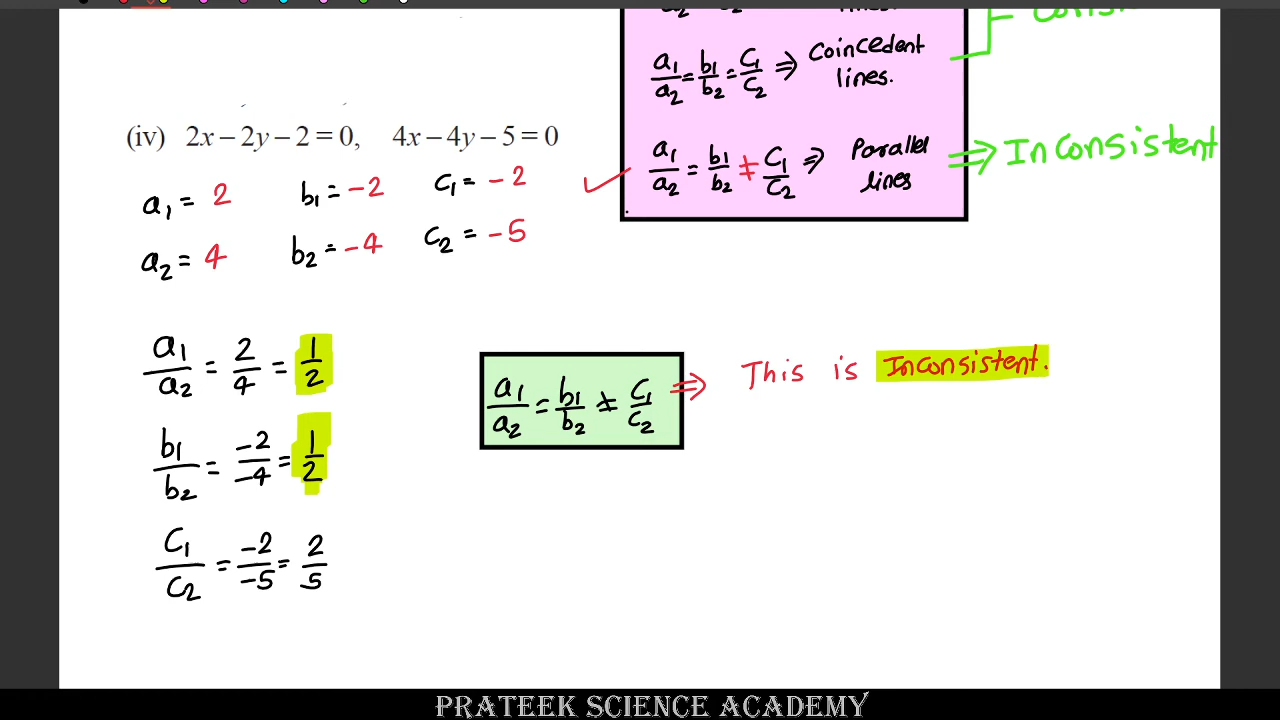 lines.
a₁/a₂ = b₁/b₂ = C₁/C₂ ⇒ Coincedent lines.
a₁/a₂ = b₁/b₂ ≠ C₁/C₂ ⇒ Parallel lines ⇒ Inconsistent
(iv) 2x – 2y – 2 = 0, 4x – 4y – 5 = 0
a₁ = 2 b₁ = -2 C₁ = -2
a₂ = 4 b₂ = -4 C₂ = -5
a₁/a₂ = 2/4 = 1/2
a₁/a₂ = b₁/b₂ ≠ C₁/C₂ ⇒ This is Inconsistent.
b₁/b₂ = -2/-4 = 1/2
C₁/C₂ = -2/-5 = 2/5
PRATEEK SCIENCE ACADEMY